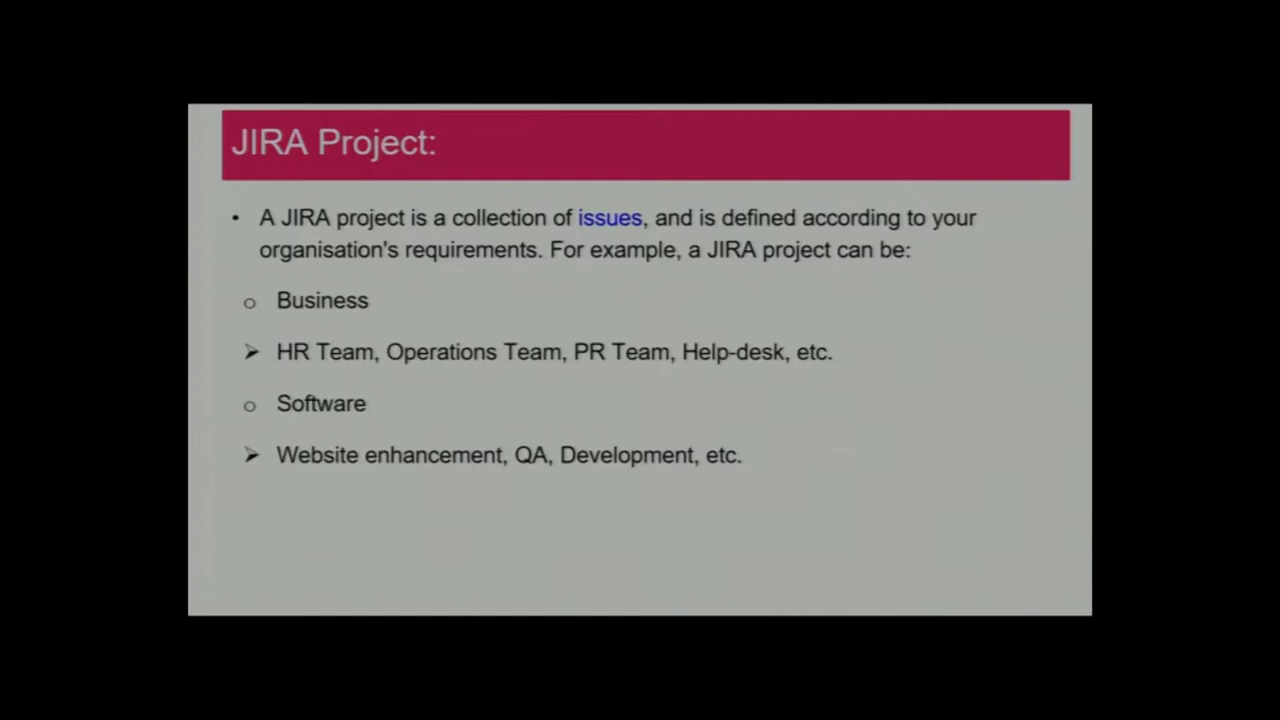 JIRA Project:
• A JIRA project is a collection of issues, and is defined according to your
organisation's requirements. For example, a JIRA project can be:
o Business
➢ HR Team, Operations Team, PR Team, Help-desk, etc.
o Software
➢ Website enhancement, QA, Development, etc.